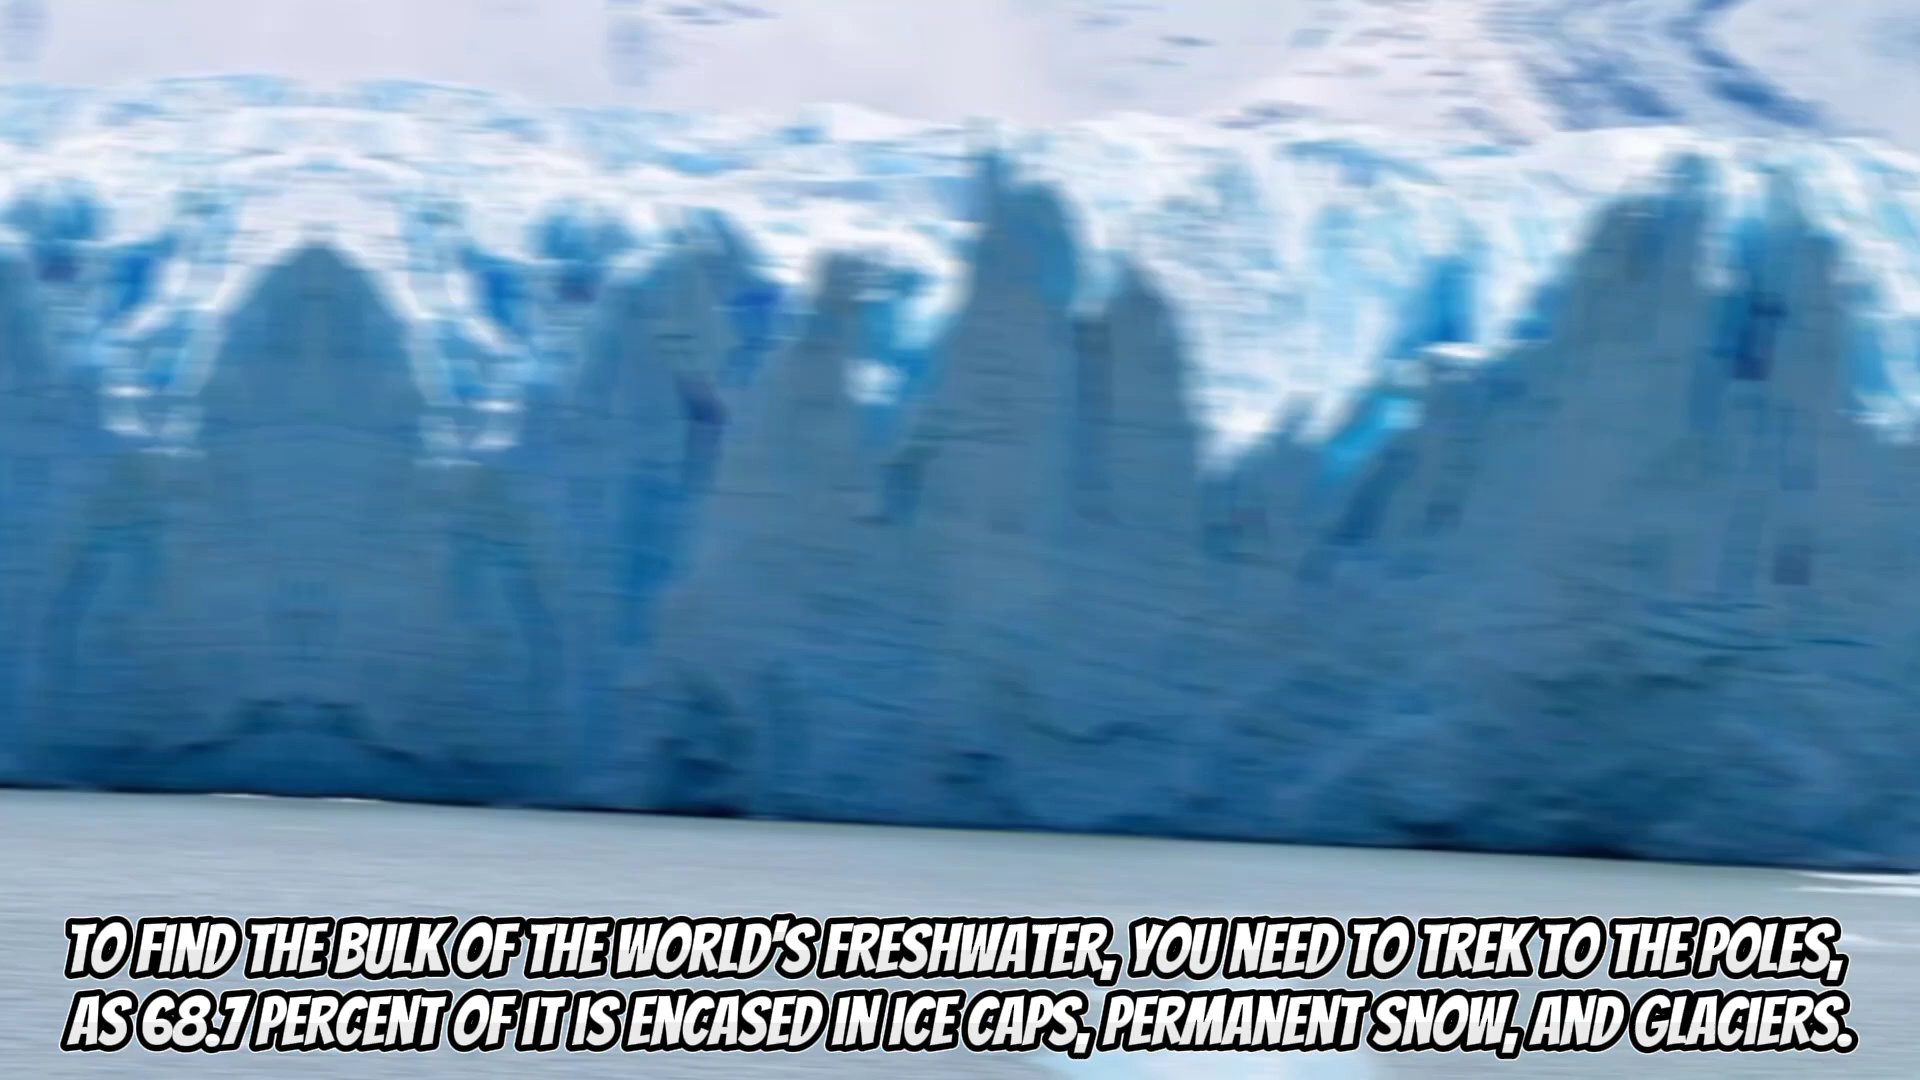 TO FIND THE BULK OF THE WORLD'S FRESHWATER, YOU NEED TO TREK TO THE POLES,
AS 68.7 PERCENT OF IT IS ENCASED IN ICE CAPS, PERMANENT SNOW, AND GLACIERS.